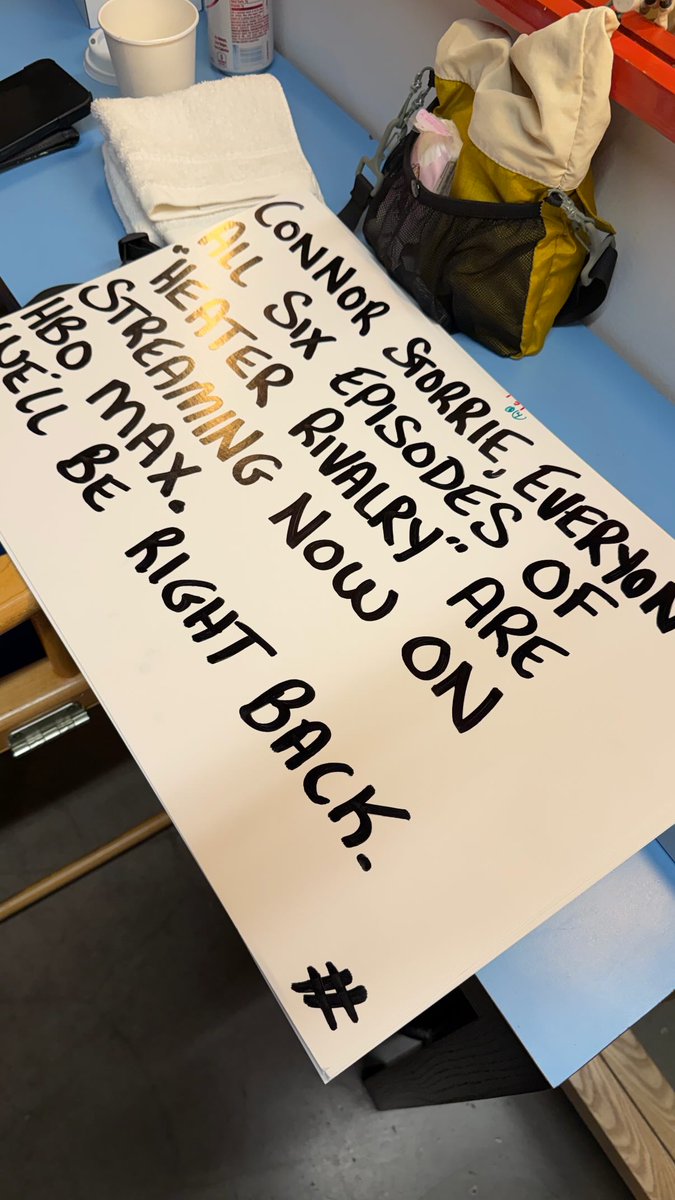 CONNOR STORRIE, EVERYON
ALL SIX EPISODES OF
"HEATER RIVALRY" ARE
STREAMING NOW ON
HBO MAX.
WE'LL BE RIGHT BACK.
#